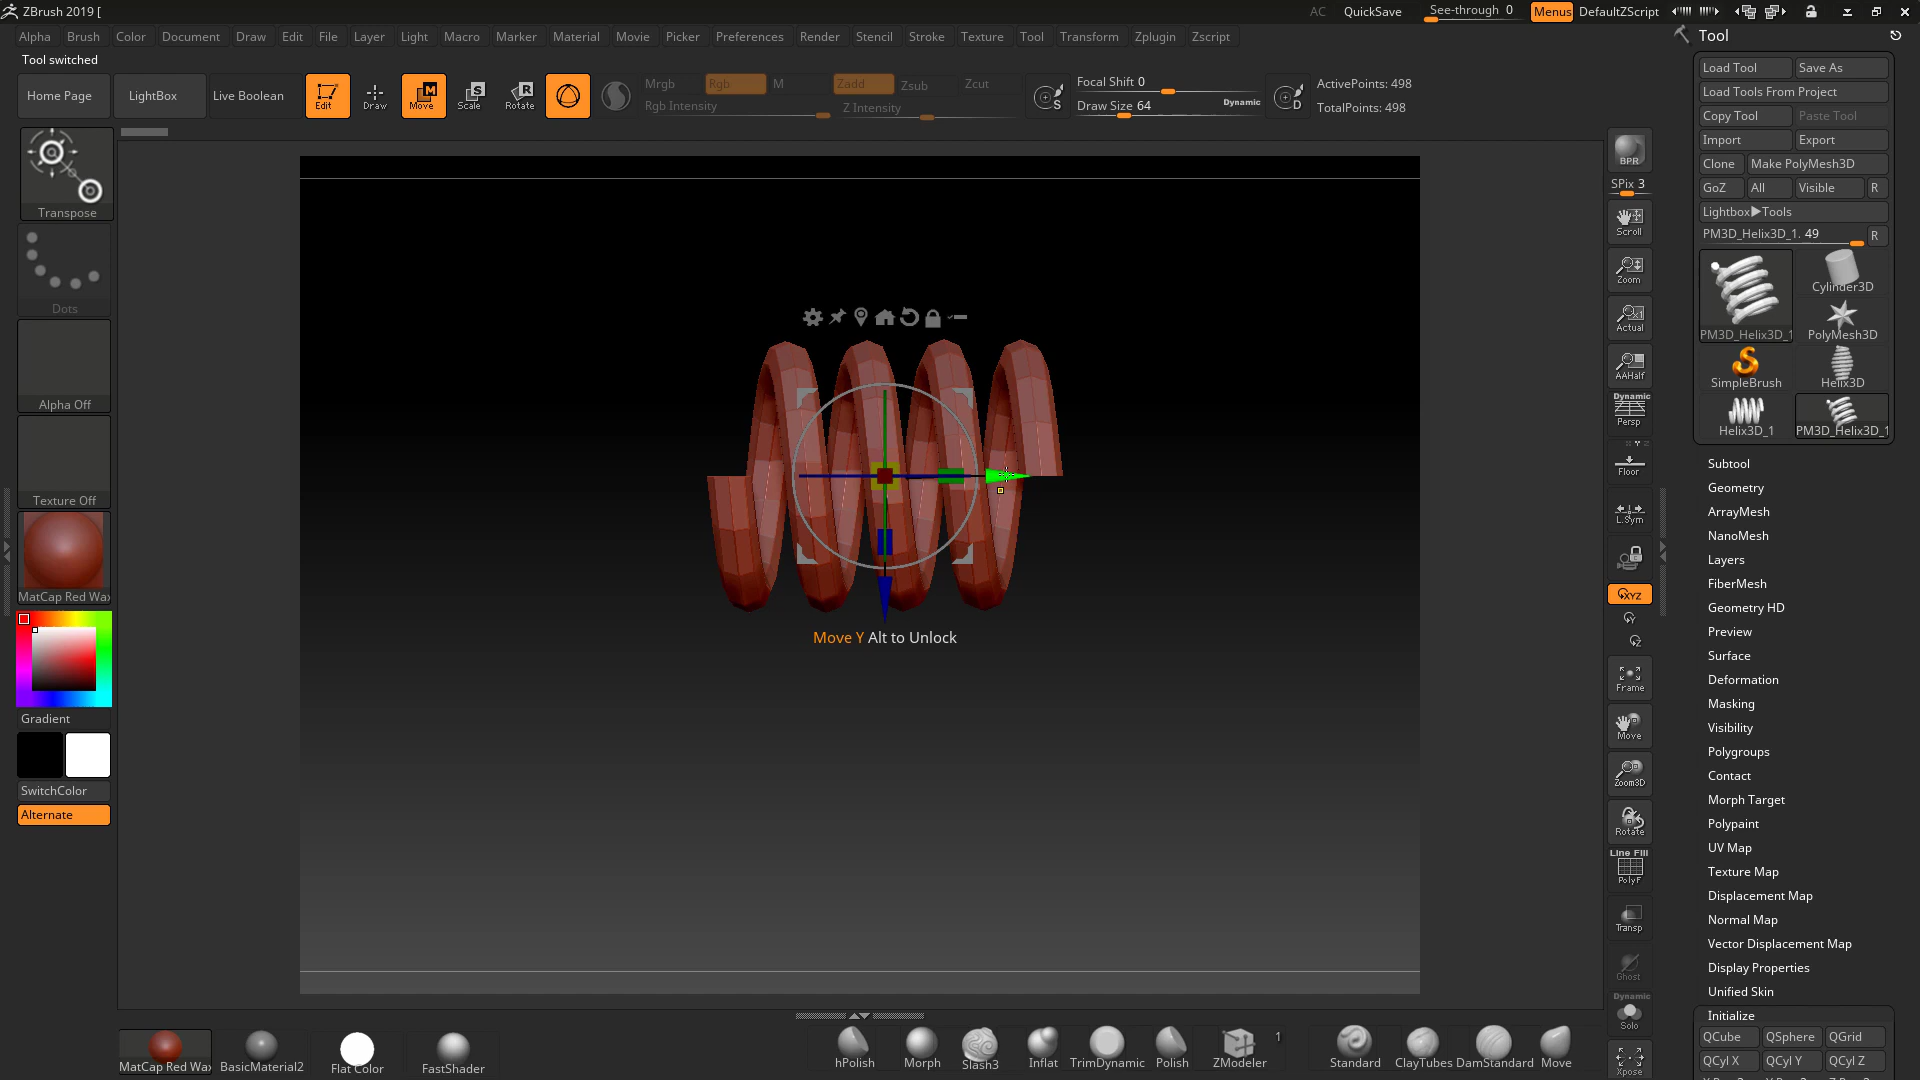 ZBrush 2019 [
AC
QuickSave
See-through 0
Menus
DefaultZScript
Alpha Brush Color Document Draw Edit File Layer Light Macro Marker Material Movie Picker Preferences Render Stencil Stroke Texture Tool Transform Zplugin Zscript
Tool
Tool switched
Home Page
LightBox
Live Boolean
Edit
Draw
Move
Scale
Rotate
Mrgb
Rgb
M
Rgb Intensity
Zadd
Zsub
Zcut
Z Intensity
S
Focal Shift 0
Draw Size 64
Dynamic
D
ActivePoints: 498
TotalPoints: 498
Transpose
Dots
Alpha Off
Texture Off
MatCap Red Wax
Gradient
SwitchColor
Alternate
Move Y Alt to Unlock
BPR
SPix 3
Scroll
Zoom
Actual
AAHalf
Dynamic
Persp
Floor
L.Sym
XYZ
Frame
Move
Zoom3D
Rotate
Line Fill
PolyF
Transp
Ghost
Dynamic
Solo
Xpose
Load Tool
Save As
Load Tools From Project
Copy Tool
Paste Tool
Import
Export
Clone
Make PolyMesh3D
GoZ
All
Visible
R
Lightbox▶Tools
PM3D_Helix3D_1. 49
R
PM3D_Helix3D_1
Cylinder3D
PolyMesh3D
SimpleBrush
Helix3D
Helix3D_1
PM3D_Helix3D_1
Subtool
Geometry
ArrayMesh
NanoMesh
Layers
FiberMesh
Geometry HD
Preview
Surface
Deformation
Masking
Visibility
Polygroups
Contact
Morph Target
Polypaint
UV Map
Texture Map
Displacement Map
Normal Map
Vector Displacement Map
Display Properties
Unified Skin
Initialize
QCube
QSphere
QGrid
QCyl X
QCyl Y
QCyl Z
MatCap Red Wax
BasicMaterial2
Flat Color
FastShader
hPolish
Morph
Slash3
Inflat
TrimDynamic
Polish
ZModeler
1
Standard
ClayTubes
DamStandard
Move